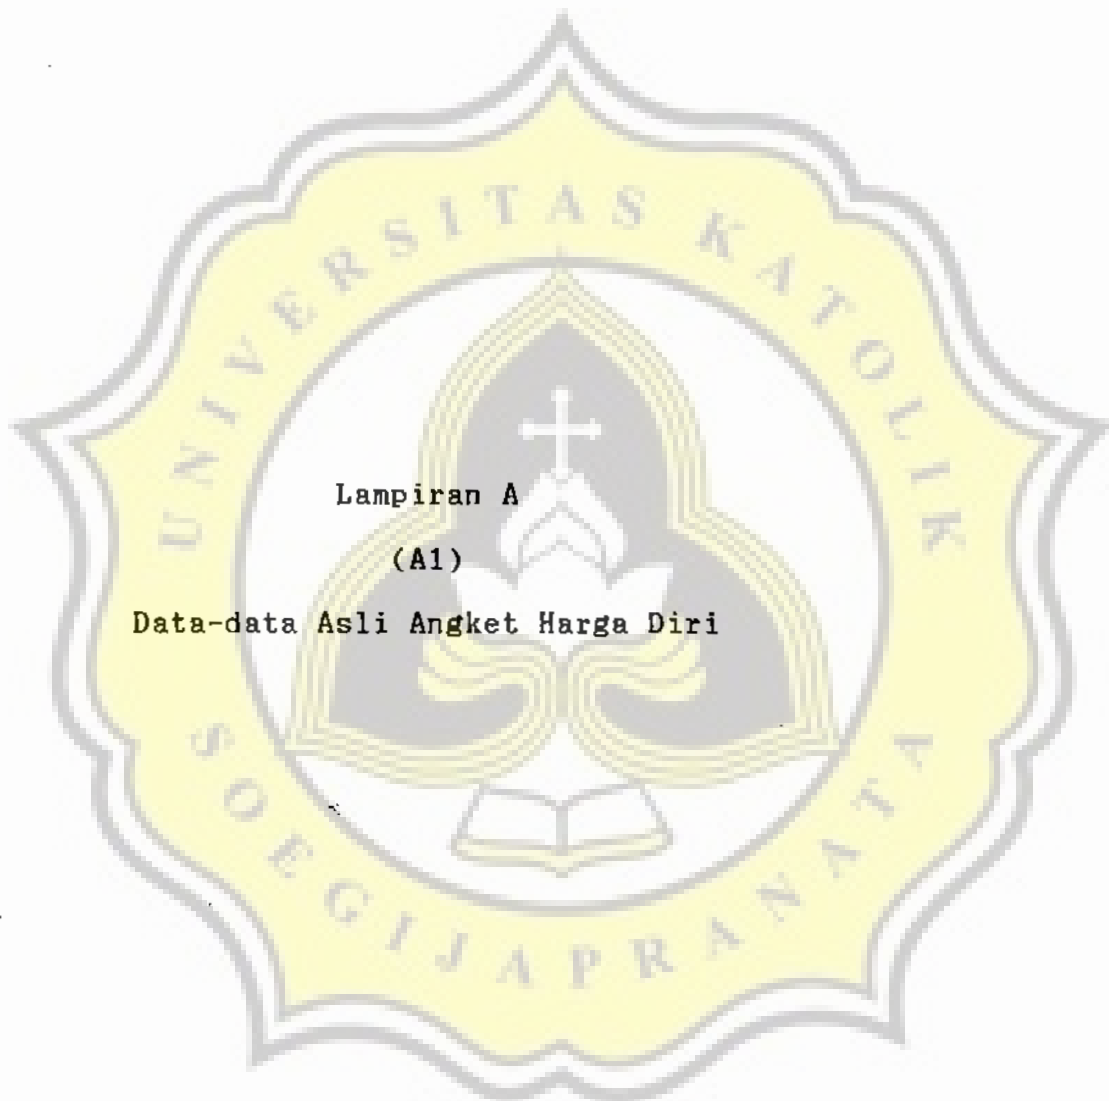 UNIVERSITAS KATOLIK
Lampiran A
(A1)
Data-data Asli Angket Harga Diri
SOEGIJAPRANATA